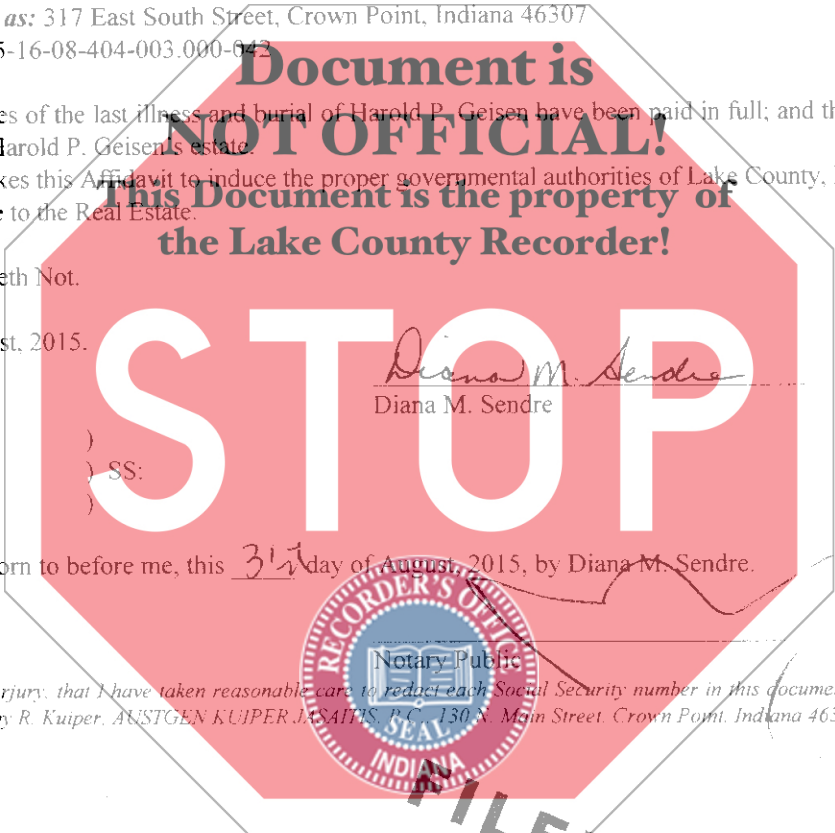 as: 317 East South Street, Crown Point, Indiana 46307
5-16-08-404-003.000-042
Document is
es of the last illness and burial of Harold P. Geisen have been paid in full; and th
NOT OFFICIAL!
Harold P. Geisen's estate.
kes this Affidavit to induce the proper governmental authorities of Lake County,
This Document is the property of
e to the Real Estate.
the Lake County Recorder!
eth Not.
st, 2015.
STOP
Diana M. Sendre
Diana M. Sendre
)
) SS:
)
orn to before me, this 31st day of August, 2015, by Diana M. Sendre.
RECORDER'S OFFICE
Notary Public
rjury, that I have taken reasonable care to redact each Social Security number in this docume
y R. Kuiper, AUSTGEN KUIPER JASAITIS, P.C., 130 N. Main Street, Crown Point, Indiana 463
SEAL
INDIANA
FILE